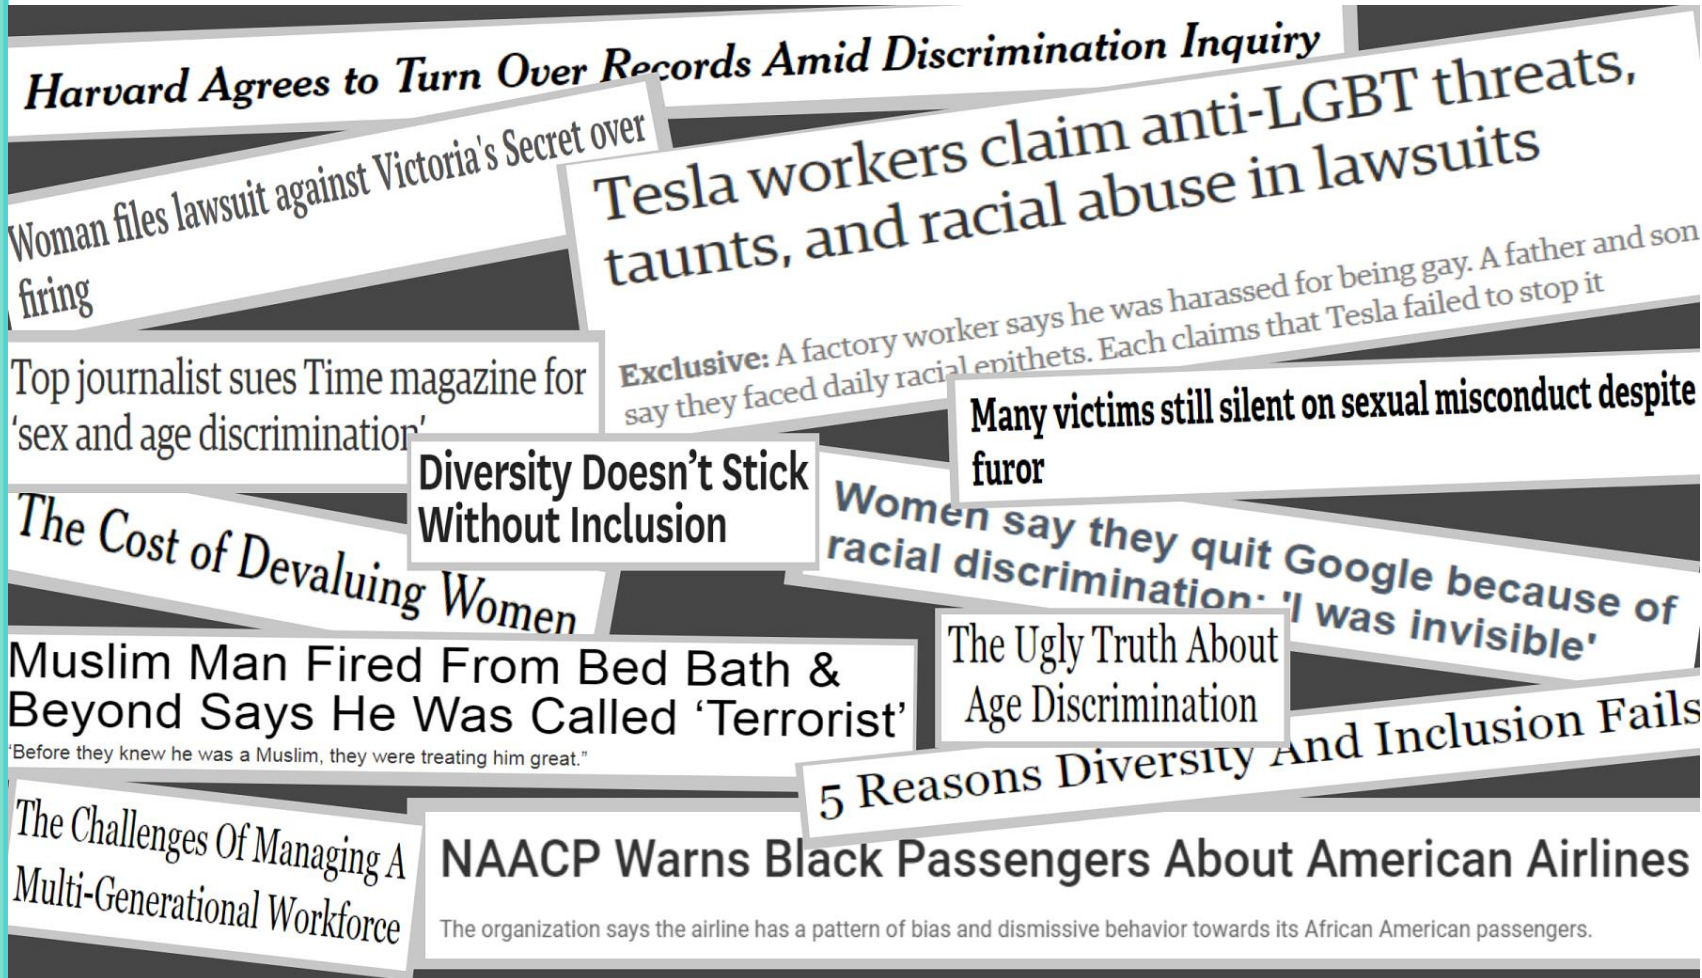 Harvard Agrees to Turn Over Records Amid Discrimination Inquiry
Woman files lawsuit against Victoria's Secret over
firing
Tesla workers claim anti-LGBT threats,
taunts, and racial abuse in lawsuits
Exclusive: A factory worker says he was harassed for being gay. A father and son
say they faced daily racial epithets. Each claims that Tesla failed to stop it
Top journalist sues Time magazine for
‘sex and age discrimination’
Many victims still silent on sexual misconduct despite
furor
Diversity Doesn’t Stick
Without Inclusion
The Cost of Devaluing Women
Women say they quit Google because of
racial discrimination: 'I was invisible'
Muslim Man Fired From Bed Bath &
Beyond Says He Was Called ‘Terrorist’
“Before they knew he was a Muslim, they were treating him great.”
The Ugly Truth About
Age Discrimination
5 Reasons Diversity And Inclusion Fails
The Challenges Of Managing A
Multi-Generational Workforce
NAACP Warns Black Passengers About American Airlines
The organization says the airline has a pattern of bias and dismissive behavior towards its African American passengers.